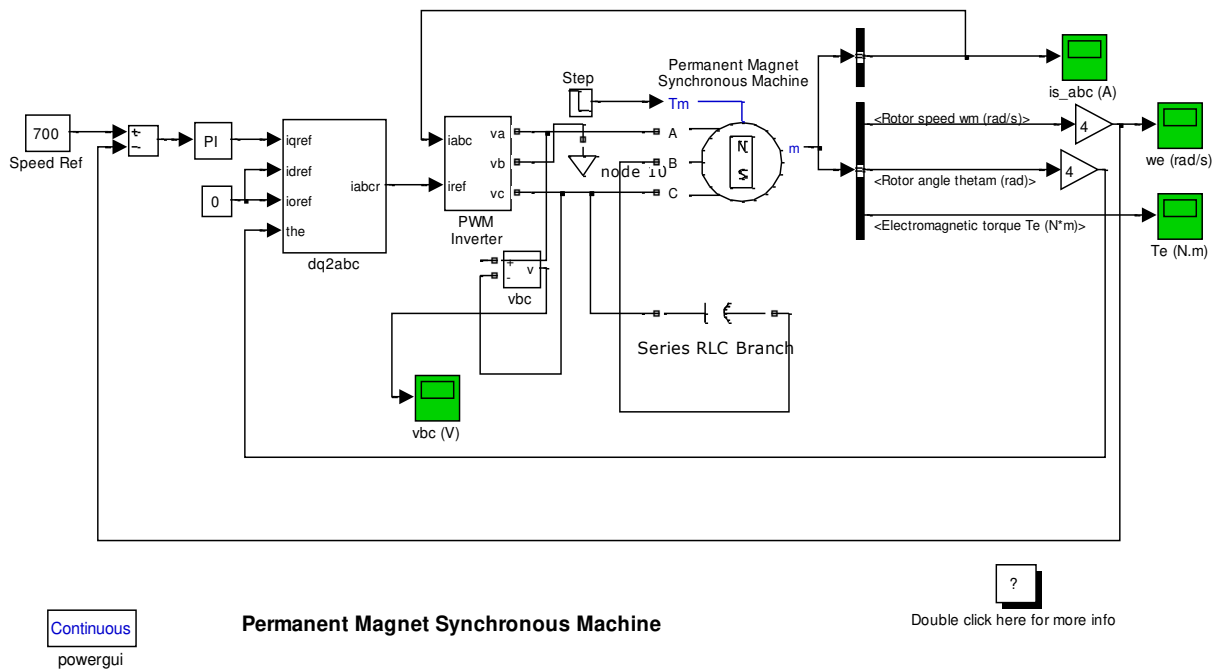 Permanent Magnet
Synchronous Machine
Step
Tm
is_abc (A)
700
Speed Ref
+
-
PI
iqref
idref
ioref
the
iabcr
dq2abc
0
iabc
iref
va
vb
vc
PWM
Inverter
A
B
C
node 10
N
S
m
<Rotor speed wm (rad/s)>
4
we (rad/s)
<Rotor angle thetam (rad)>
4
<Electromagnetic torque Te (N*m)>
Te (N.m)
+
-
v
vbc
Series RLC Branch
vbc (V)
?
Double click here for more info
Continuous
powergui
Permanent Magnet Synchronous Machine